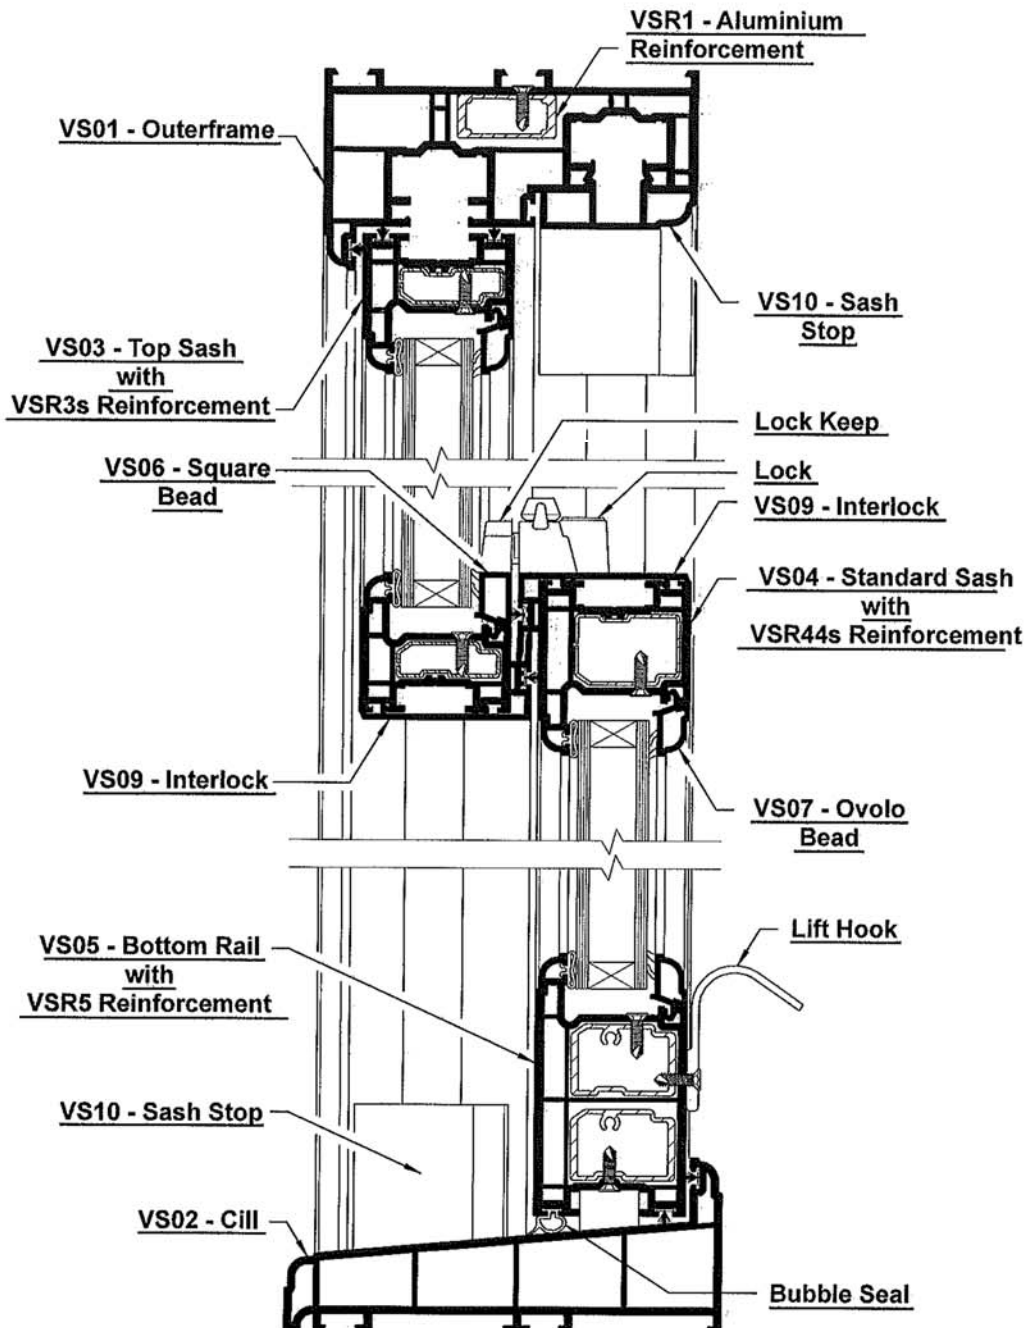 VSR1 - Aluminium
Reinforcement
VS01 - Outerframe
VS10 - Sash
Stop
VS03 - Top Sash
with
VSR3s Reinforcement
Lock Keep
VS06 - Square
Bead
Lock
VS09 - Interlock
VS04 - Standard Sash
with
VSR44s Reinforcement
VS09 - Interlock
VS07 - Ovolo
Bead
Lift Hook
VS05 - Bottom Rail
with
VSR5 Reinforcement
VS10 - Sash Stop
VS02 - Cill
Bubble Seal